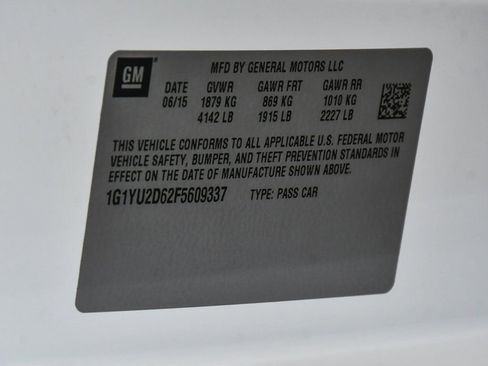 GM
MFD BY GENERAL MOTORS LLC
DATE GVWR GAWR FRT GAWR RR
06/15 1879 KG 869 KG 1010 KG
4142 LB 1915 LB 2227 LB
THIS VEHICLE CONFORMS TO ALL APPLICABLE U.S. FEDERAL MOTOR
VEHICLE SAFETY, BUMPER, AND THEFT PREVENTION STANDARDS IN
EFFECT ON THE DATE OF MANUFACTURE SHOWN ABOVE.
1G1YU2D62F5609337 TYPE: PASS CAR